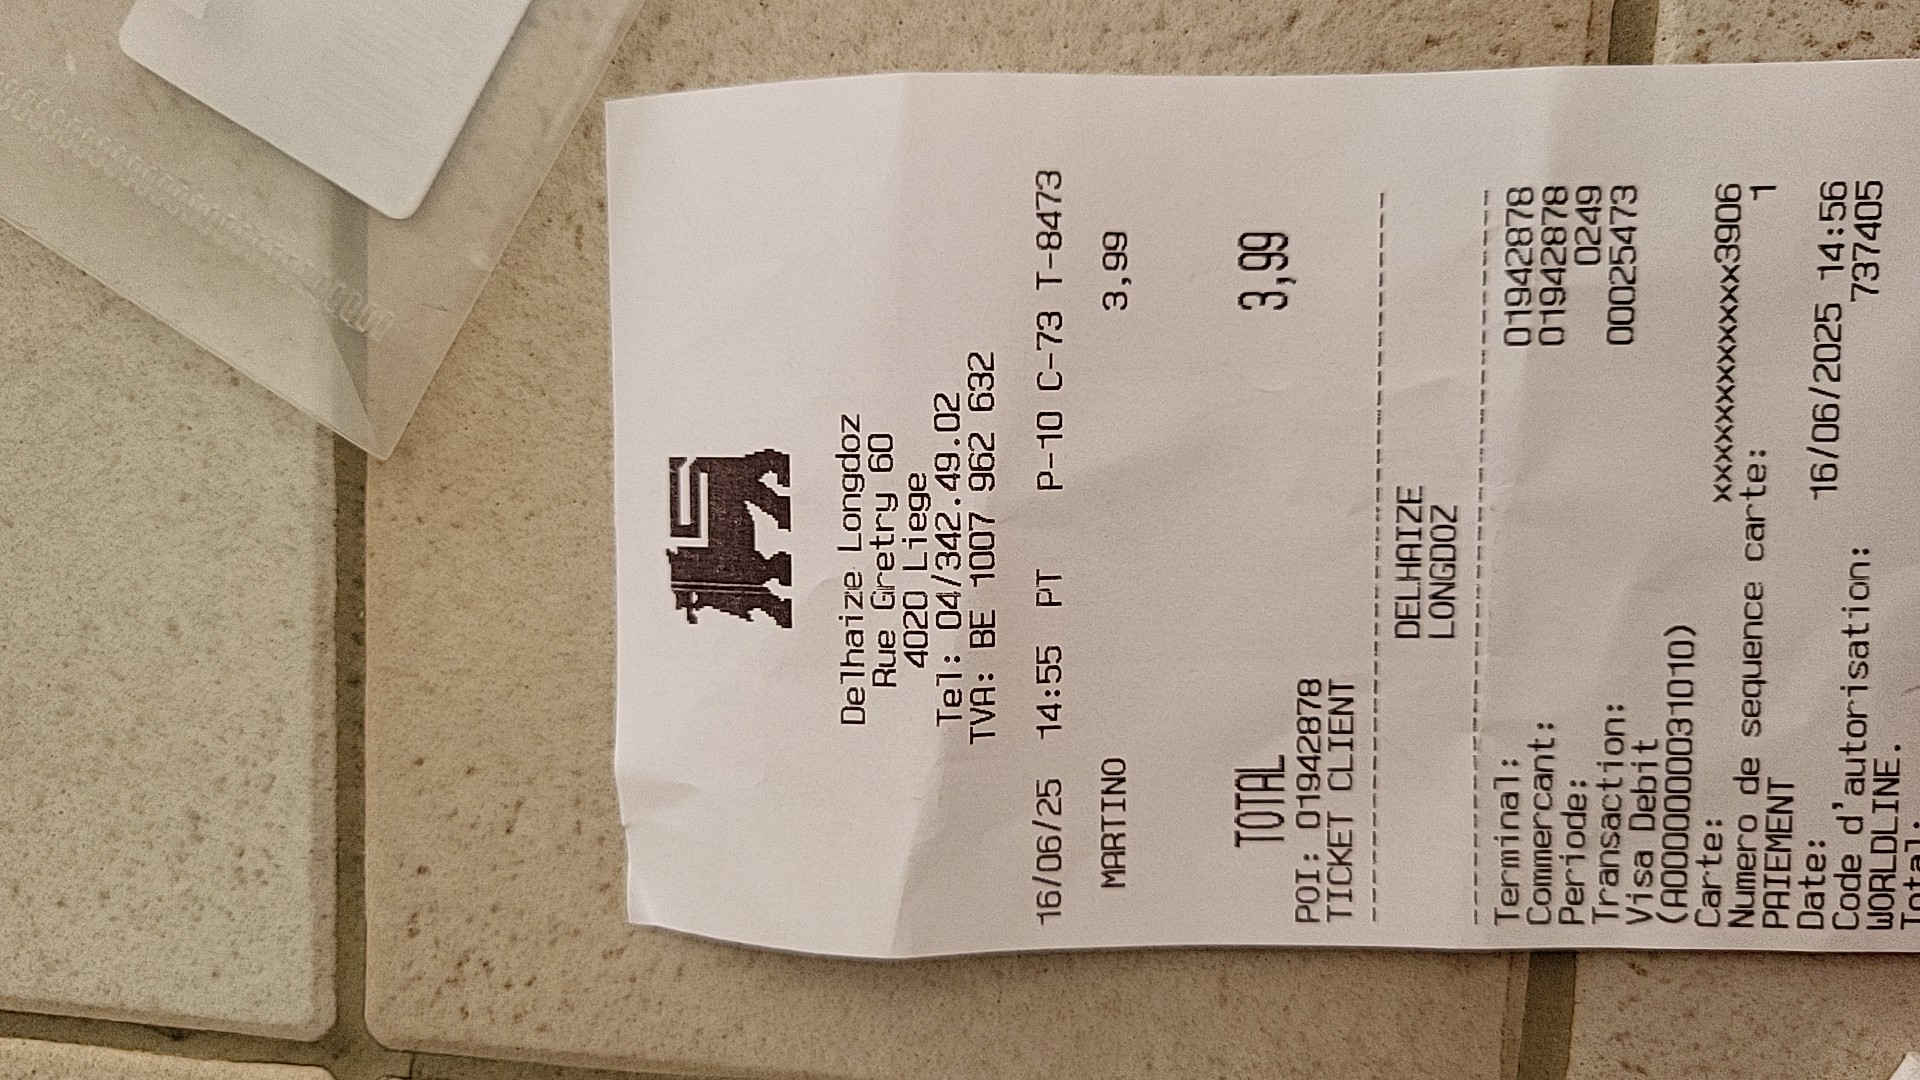 Delhaize Longdoz
Rue Gretry 60
4020 Liege
Tel: 04/342.49.02
TVA: BE 1007 962 632
16/06/25 14:55 PT P-10 C-73 T-8473
MARTINO 3,99
TOTAL 3,99
POI: 01942878
TICKET CLIENT
DELHAIZE
LONGDOZ
Terminal: 01942878
Commercant: 01942878
Periode: 0249
Transaction: 00025473
Visa Debit
(A0000000031010)
Carte: xxxxxxxxxxxxx3906
Numero de sequence carte: 1
PAIEMENT
Date: 16/06/2025 14:56
Code d'autorisation: 737405
WORLDLINE.
Total: